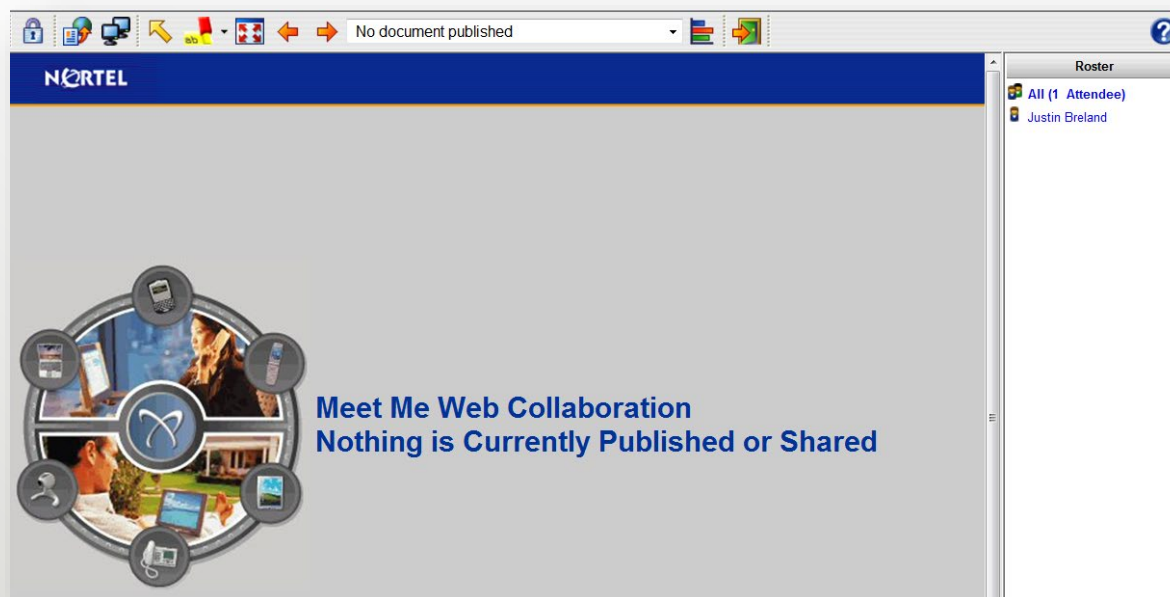 ab
No document published
?
NORTEL
Roster
All (1 Attendee)
Justin Breland
Meet Me Web Collaboration
Nothing is Currently Published or Shared